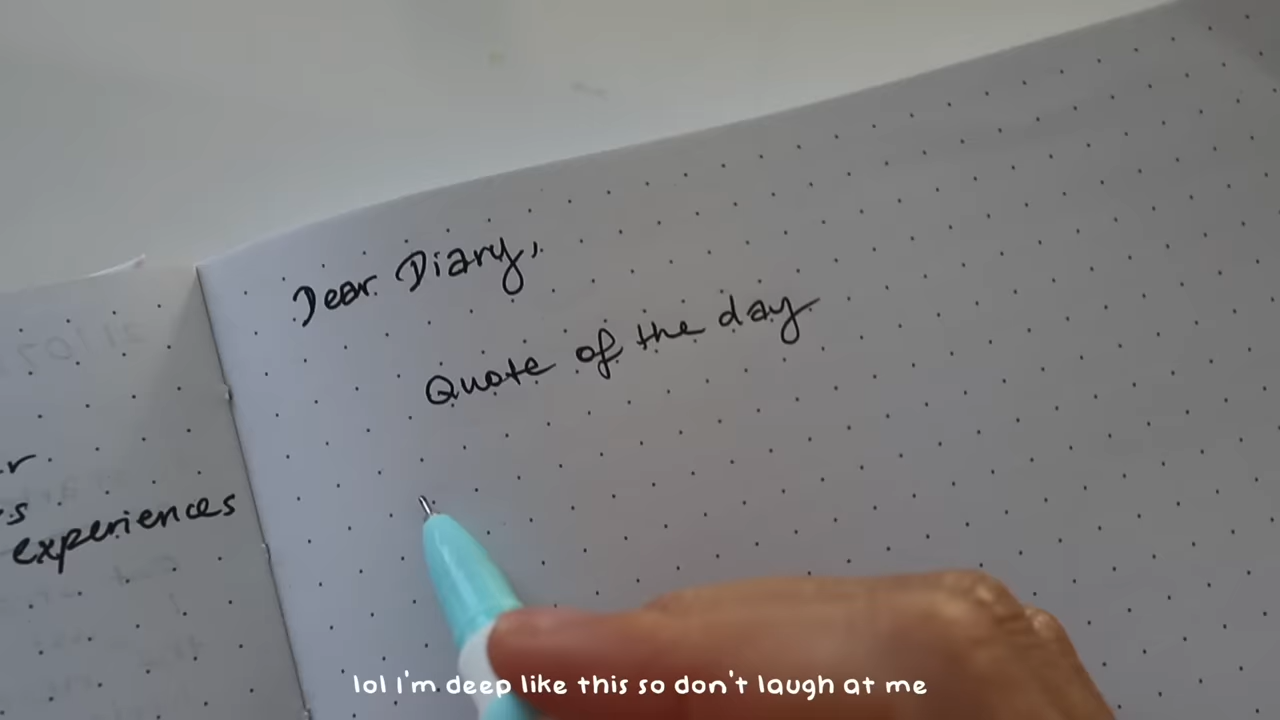 r
s
experiences
Dear Diary,
Quote of the day
lol I'm deep like this so don't laugh at me